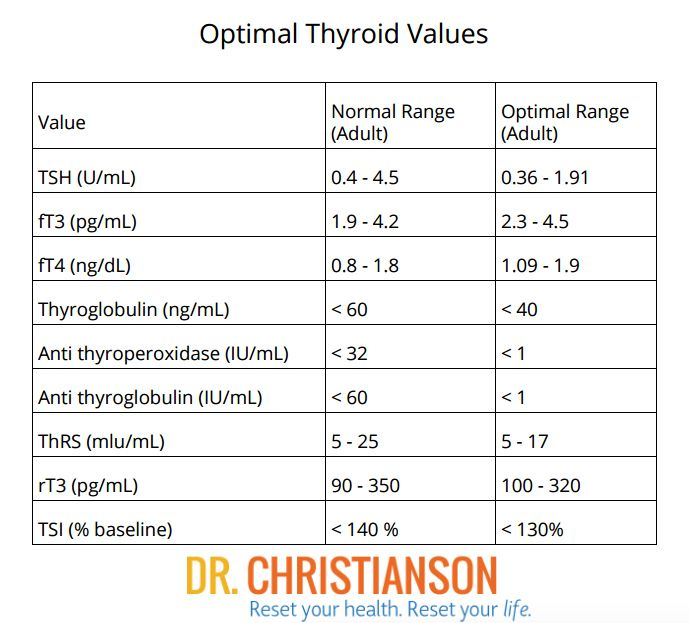 Optimal Thyroid Values
Value
Normal Range
(Adult)
Optimal Range
(Adult)
TSH (U/mL) 0.4 - 4.5 0.36 - 1.91
fT3 (pg/mL) 1.9 - 4.2 2.3 - 4.5
fT4 (ng/dL) 0.8 - 1.8 1.09 - 1.9
Thyroglobulin (ng/mL) < 60 < 40
Anti thyroperoxidase (IU/mL) < 32 < 1
Anti thyroglobulin (IU/mL) < 60 < 1
ThRS (mlu/mL) 5 - 25 5 - 17
rT3 (pg/mL) 90 - 350 100 - 320
TSI (% baseline) < 140 % < 130%
DR. CHRISTIANSON
Reset your health. Reset your life.